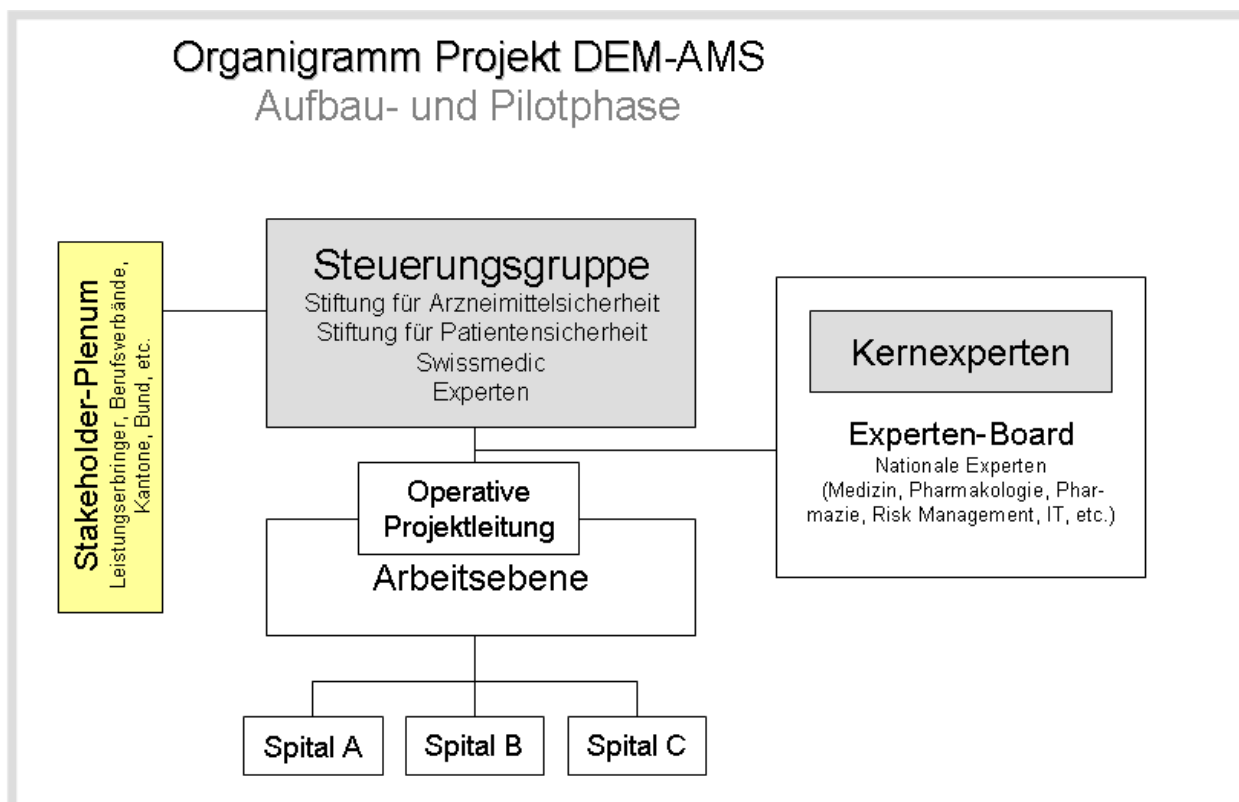 Organigramm Projekt DEM-AMS
Aufbau- und Pilotphase
Stakeholder-Plenum
Leistungserbringer, Berufsverbände,
Kantone, Bund, etc.
Steuerungsgruppe
Stiftung für Arzneimittelsicherheit
Stiftung für Patientensicherheit
Swissmedic
Experten
Kernexperten
Experten-Board
Nationale Experten
(Medizin, Pharmakologie, Phar-
mazie, Risk Management, IT, etc.)
Operative
Projektleitung
Arbeitsebene
Spital A
Spital B
Spital C